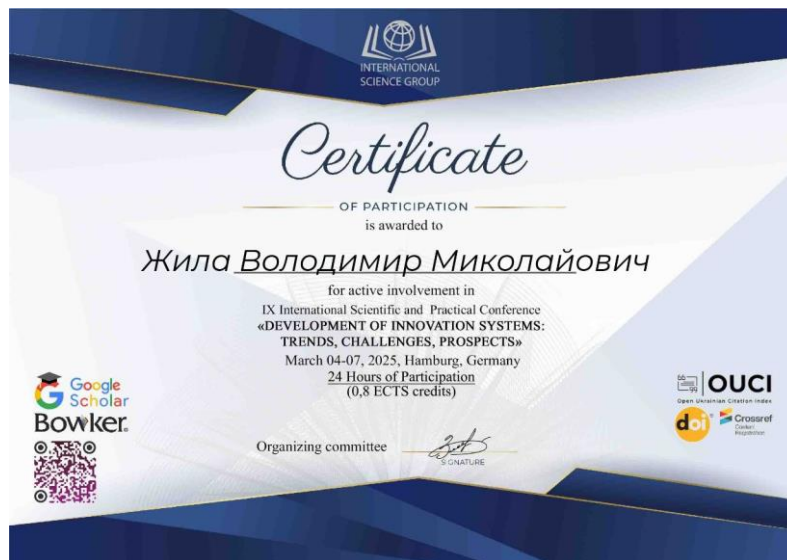 INTERNATIONAL
SCIENCE GROUP
Certificate
OF PARTICIPATION
is awarded to
Жила Володимир Миколайович
for active involvement in
IX International Scientific and Practical Conference
«DEVELOPMENT OF INNOVATION SYSTEMS:
TRENDS, CHALLENGES, PROSPECTS»
March 04-07, 2025, Hamburg, Germany
24 Hours of Participation
(0,8 ECTS credits)
Google
Scholar
Bowker.
OUCI
Open Ukrainian Citation Index
doi
Crossref
Content
Registration
Organizing committee
SIGNATURE